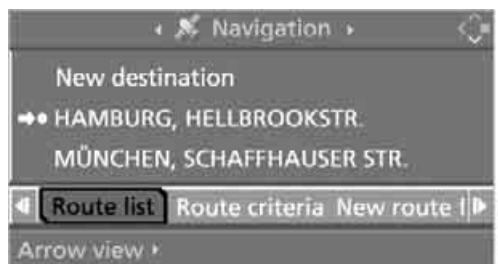 Navigation
New destination
HAMBURG, HELLBROOKSTR.
MÜNCHEN, SCHAFFHAUSER STR.
Route list Route criteria New route
Arrow view